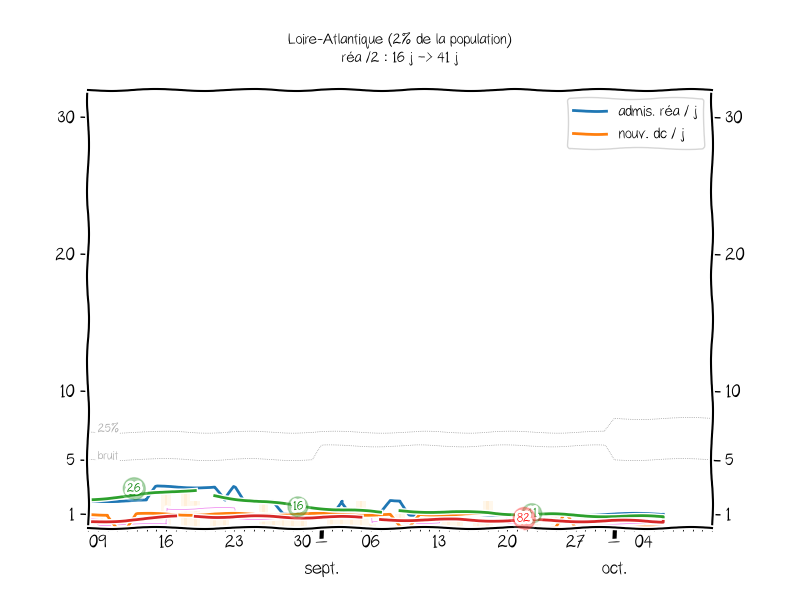 Loire-Atlantique (2% de la population)
réa /2 : 16 j -> 41 j
admis. réa / j
nouv. dc / j
30 30
20 20
10 10
25%
bruit
5 5
26
16
82
1 1
09 16 23 30 06 13 20 27 04
sept. oct.